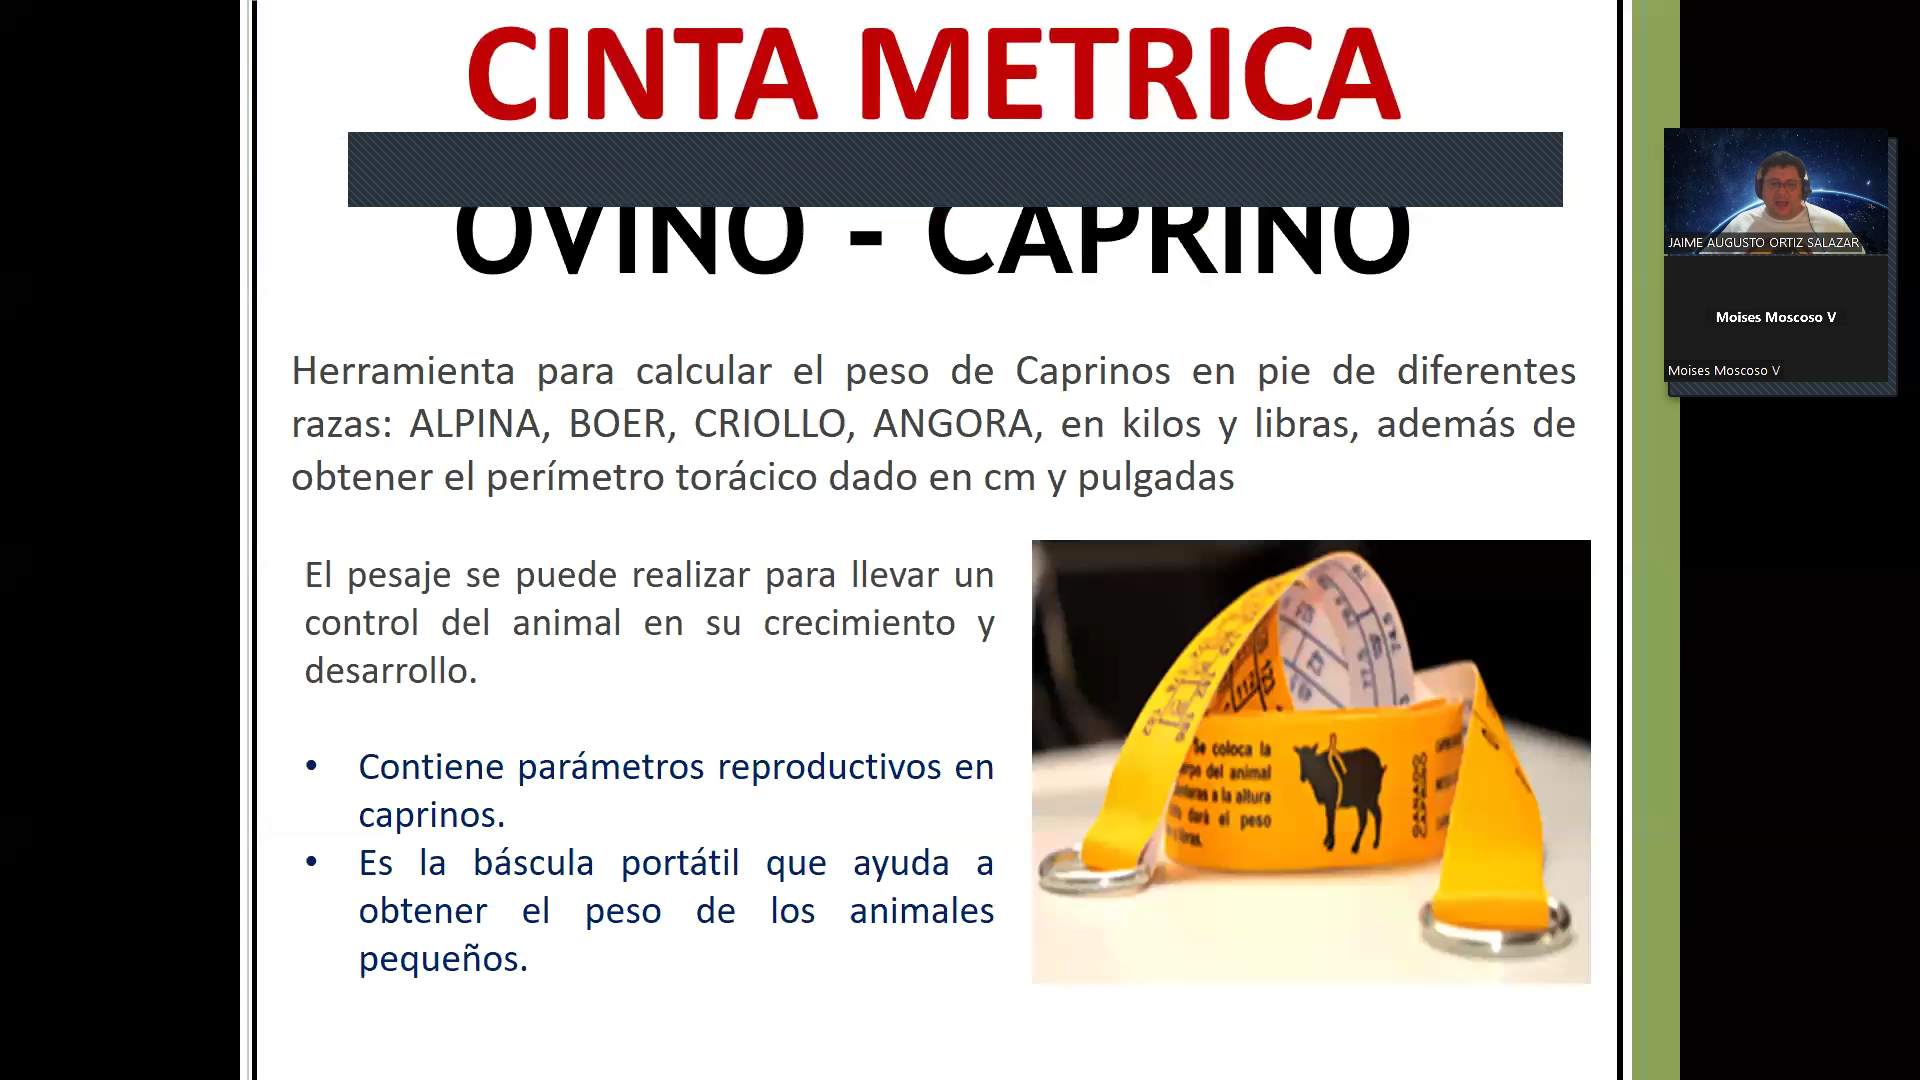 CINTA METRICA
OVINO - CAPRINO
Herramienta para calcular el peso de Caprinos en pie de diferentes
razas: ALPINA, BOER, CRIOLLO, ANGORA, en kilos y libras, además de
obtener el perímetro torácico dado en cm y pulgadas
El pesaje se puede realizar para llevar un
control del animal en su crecimiento y
desarrollo.
• Contiene parámetros reproductivos en
caprinos.
• Es la báscula portátil que ayuda a
obtener el peso de los animales
pequeños.
Se coloca la
del animal
a la altura
dará el peso
GANADO
CAPRINO
112
42
JAIME AUGUSTO ORTIZ SALAZAR
Moises Moscoso V
Moises Moscoso V